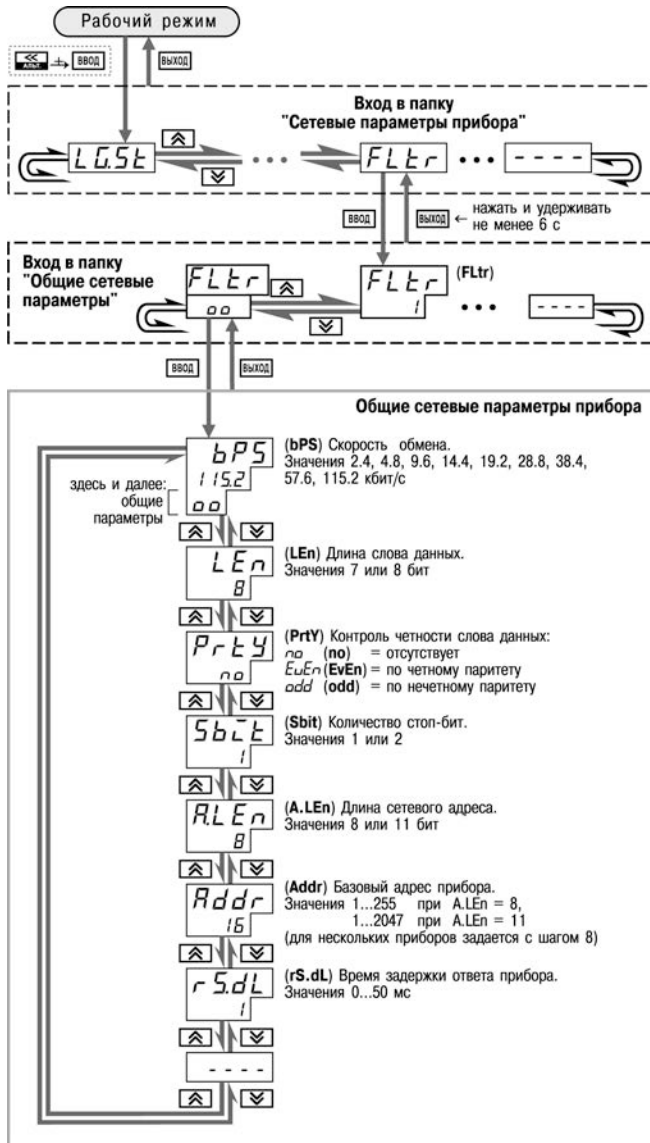 Рабочий режим
<<
АЛЬТ.
ВВОД
ВЫХОД
Вход в папку
"Сетевые параметры прибора"
LG.St
• • •
FLtr
• • •
- - - -
ВВОД
ВЫХОД
← нажать и удерживать
не менее 6 с
Вход в папку
"Общие сетевые
параметры"
FLtr
oo
FLtr
1
(FLtr)
• • •
- - - -
ВВОД
ВЫХОД
Общие сетевые параметры прибора
bPS
115.2
oo
здесь и далее:
общие
параметры
(bPS) Скорость обмена.
Значения 2.4, 4.8, 9.6, 14.4, 19.2, 28.8, 38.4,
57.6, 115.2 кбит/с
LEn
8
(LEn) Длина слова данных.
Значения 7 или 8 бит
PrtY
no
(PrtY) Контроль четности слова данных:
no (no) = отсутствует
EvEn (EvEn) = по четному паритету
odd (odd) = по нечетному паритету
Sbit
1
(Sbit) Количество стоп-бит.
Значения 1 или 2
A.LEn
8
(A.LEn) Длина сетевого адреса.
Значения 8 или 11 бит
Addr
16
(Addr) Базовый адрес прибора.
Значения 1...255 при A.LEn = 8,
1...2047 при A.LEn = 11
(для нескольких приборов задается с шагом 8)
rS.dL
1
(rS.dL) Время задержки ответа прибора.
Значения 0...50 мс
- - - -